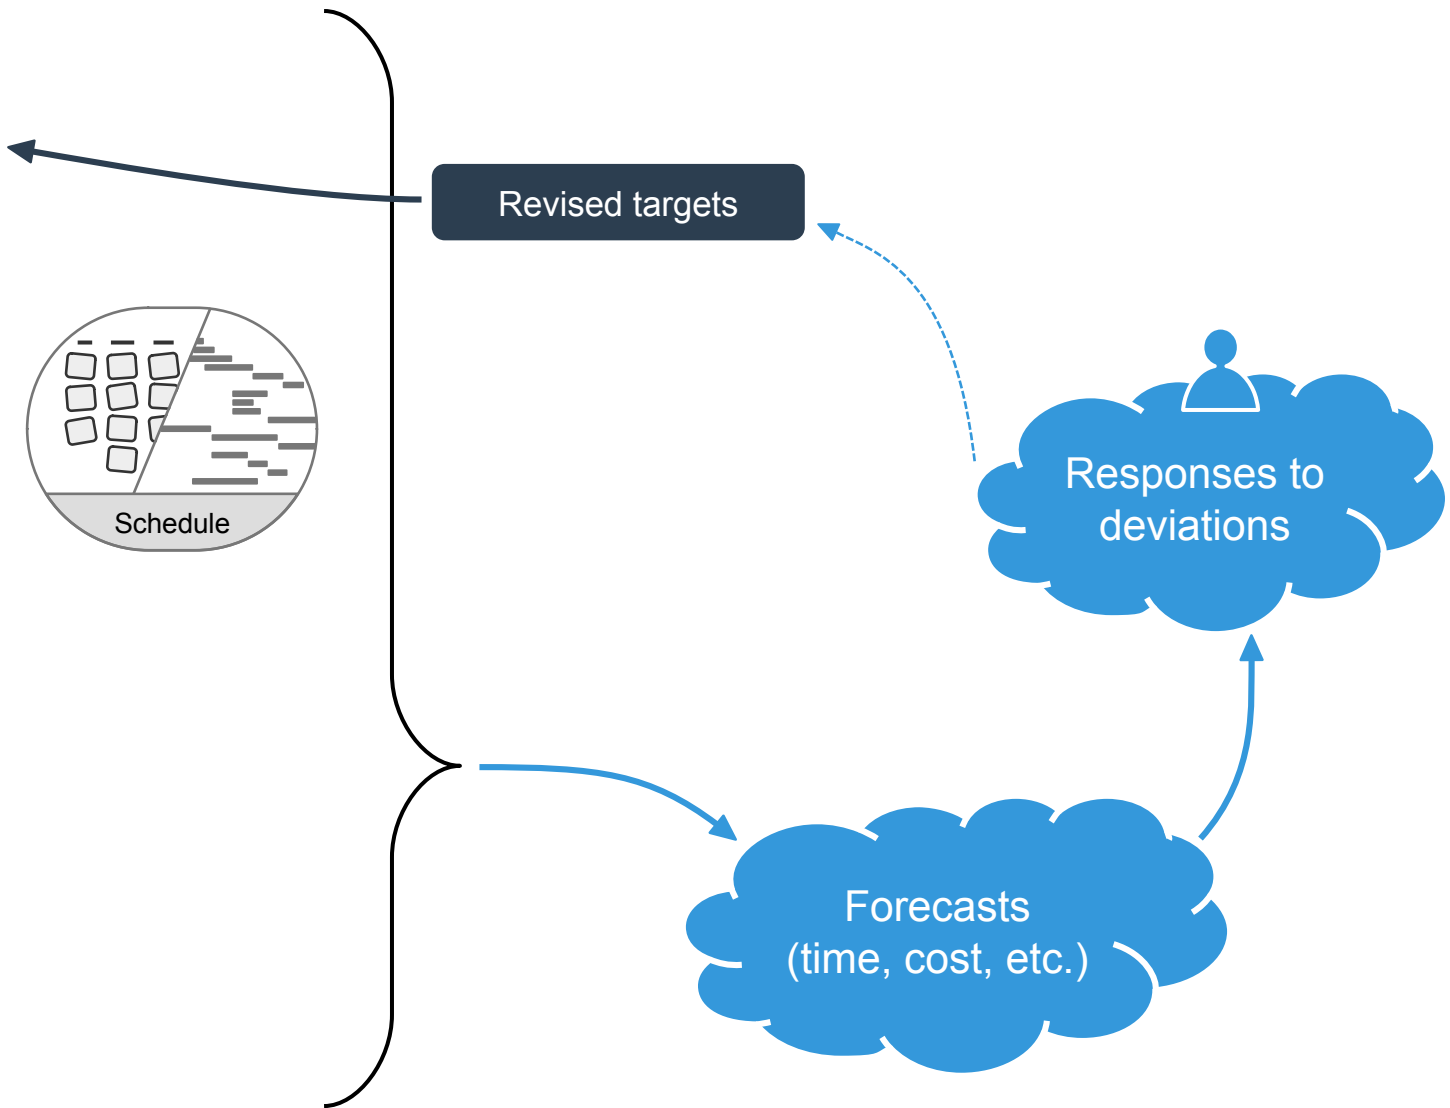 Revised targets
Schedule
Responses to
deviations
Forecasts
(time, cost, etc.)